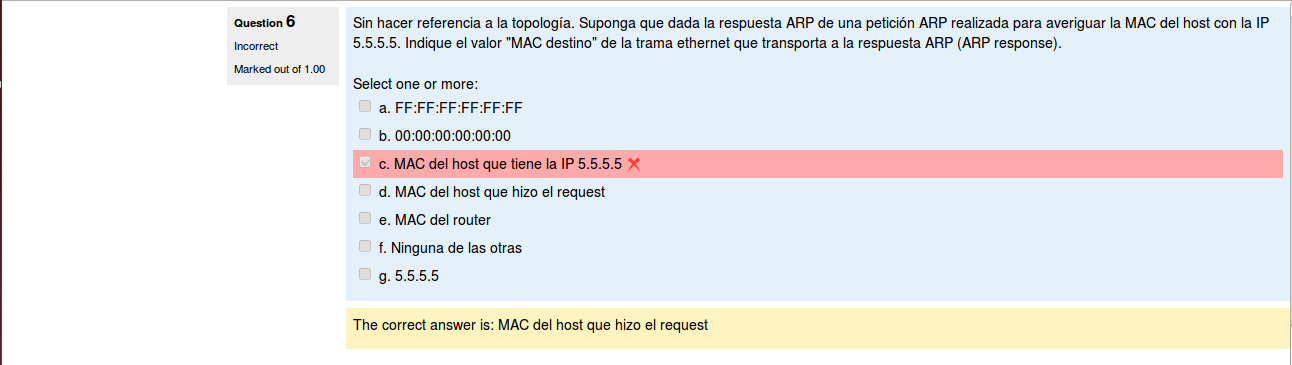 Question 6
Incorrect
Marked out of 1.00
Sin hacer referencia a la topología. Suponga que dada la respuesta ARP de una petición ARP realizada para averiguar la MAC del host con la IP
5.5.5.5. Indique el valor "MAC destino" de la trama ethernet que transporta a la respuesta ARP (ARP response).
Select one or more:
a. FF:FF:FF:FF:FF:FF
b. 00:00:00:00:00:00
c. MAC del host que tiene la IP 5.5.5.5
d. MAC del host que hizo el request
e. MAC del router
f. Ninguna de las otras
g. 5.5.5.5
The correct answer is: MAC del host que hizo el request